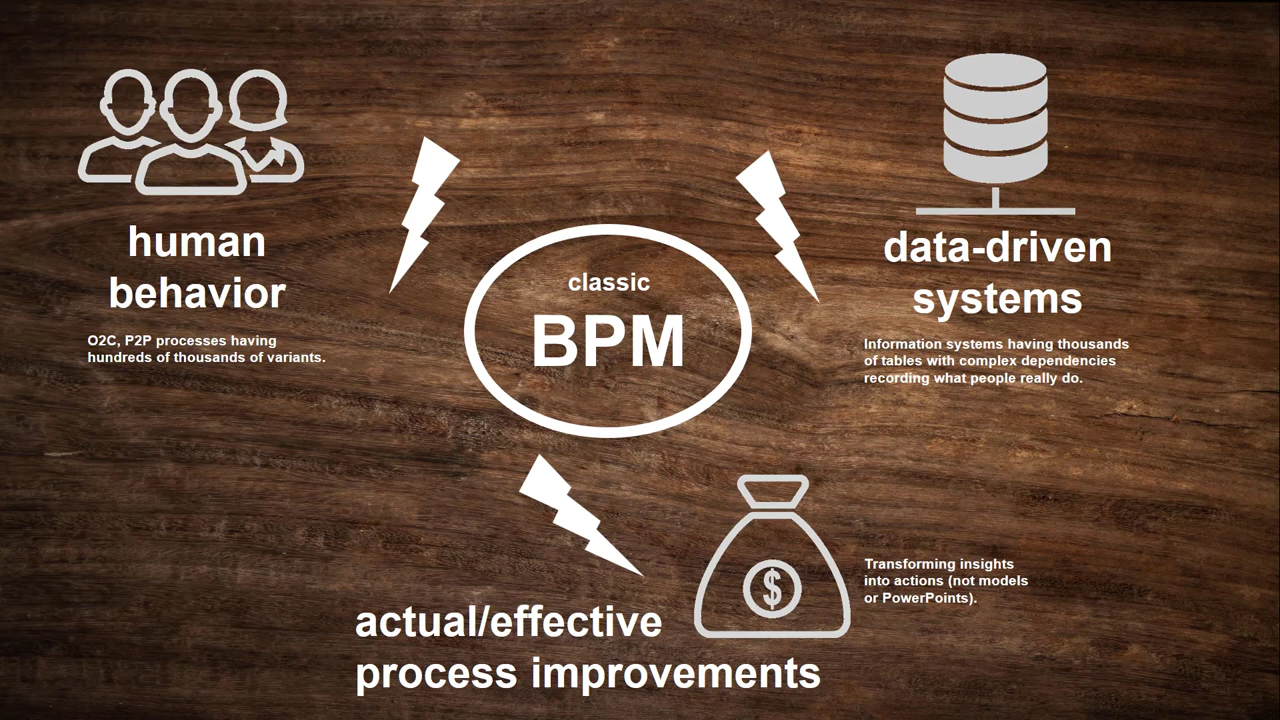 human
behavior
O2C, P2P processes having
hundreds of thousands of variants.
classic
BPM
data-driven
systems
Information systems having thousands
of tables with complex dependencies
recording what people really do.
$
Transforming insights
into actions (not models
or PowerPoints).
actual/effective
process improvements